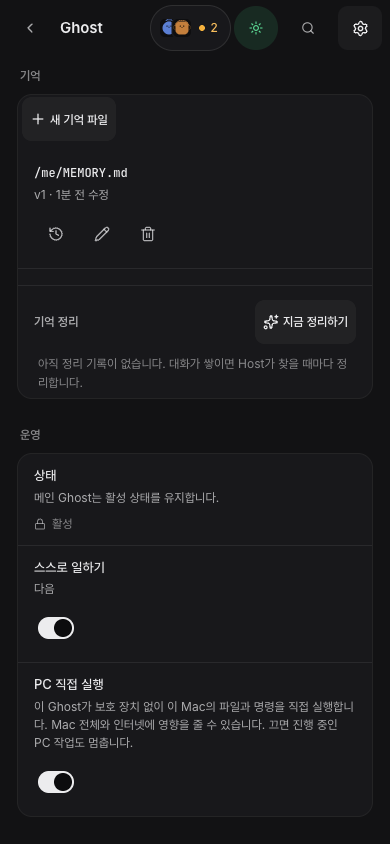 Ghost
2
기억
새 기억 파일
/me/MEMORY.md
v1 · 1분 전 수정
기억 정리
지금 정리하기
아직 정리 기록이 없습니다. 대화가 쌓이면 Host가 찾을 때마다 정
리합니다.
운영
상태
메인 Ghost는 활성 상태를 유지합니다.
활성
스스로 일하기
다음
PC 직접 실행
이 Ghost가 보호 장치 없이 이 Mac의 파일과 명령을 직접 실행합니
다. Mac 전체와 인터넷에 영향을 줄 수 있습니다. 끄면 진행 중인
PC 작업도 멈춥니다.